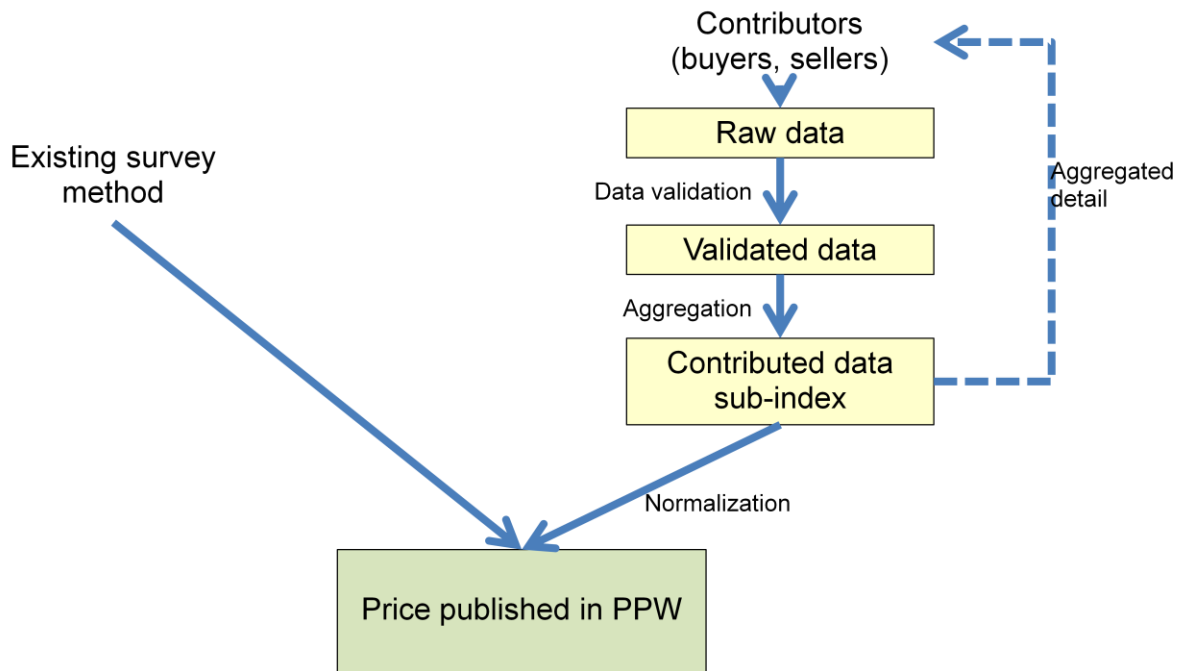 Contributors
(buyers, sellers)
Raw data
Existing survey
method
Data validation
Aggregated
detail
Validated data
Aggregation
Contributed data
sub-index
Normalization
Price published in PPW